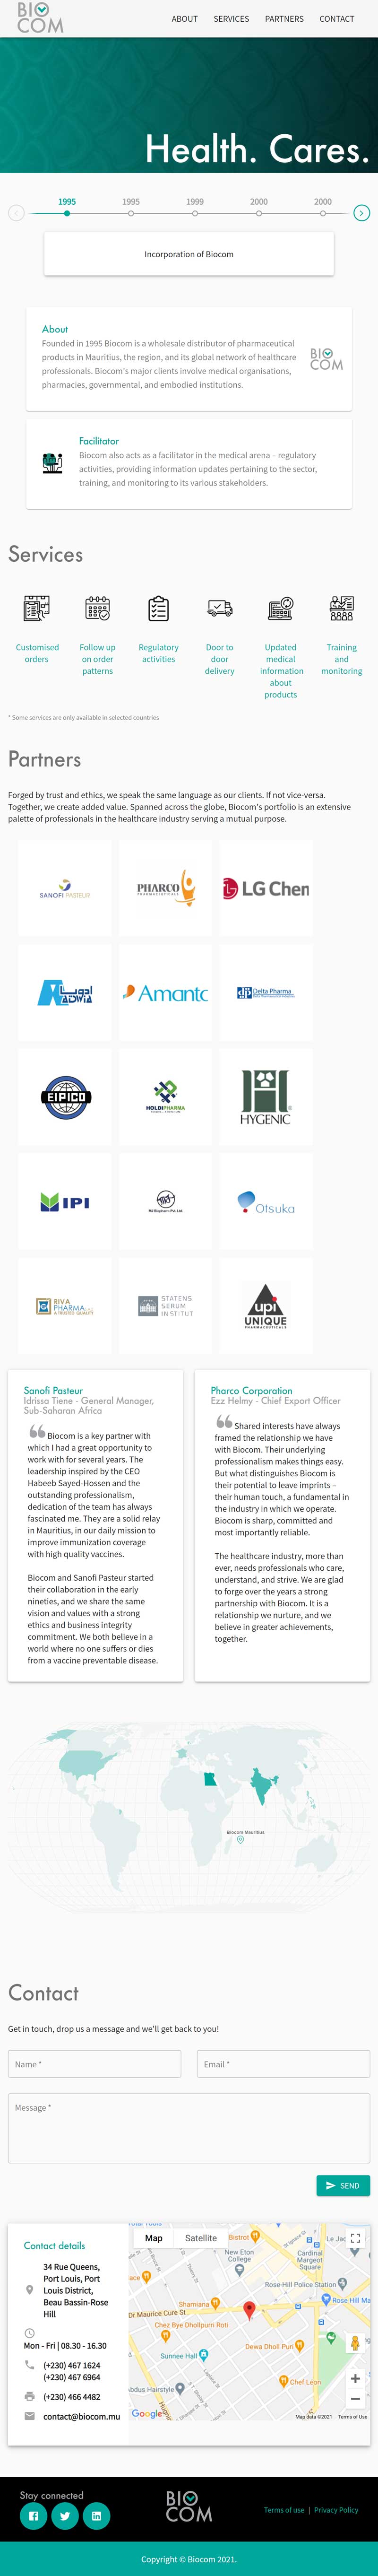 BIOCOM
ABOUT SERVICES PARTNERS CONTACT
Health. Cares.
1995 1995 1999 2000 2000
Incorporation of Biocom
About
Founded in 1995 Biocom is a wholesale distributor of pharmaceutical
products in Mauritius, the region, and its global network of healthcare
professionals. Biocom's major clients involve medical organisations,
pharmacies, governmental, and embodied institutions.
BIOCOM
Facilitator
Biocom also acts as a facilitator in the medical arena – regulatory
activities, providing information updates pertaining to the sector,
training, and monitoring to its various stakeholders.
Services
Customised
orders
Follow up
on order
patterns
Regulatory
activities
Door to
door
delivery
Updated
medical
information
about
products
Training
and
monitoring
* Some services are only available in selected countries
Partners
Forged by trust and ethics, we speak the same language as our clients. If not vice-versa.
Together, we create added value. Spanned across the globe, Biocom's portfolio is an extensive
palette of professionals in the healthcare industry serving a mutual purpose.
SANOFI PASTEUR
PHARCO
PHARMACEUTICALS
LG Chem
ادويا
ADWIA
Amanto
dp Delta Pharma
EIPICO
HOLDIPHARMA
HYGENIC
IPI
Otsuka
RIVA
PHARMA
A TRUSTED QUALITY
STATENS
SERUM
INSTITUT
upi
UNIQUE
PHARMACEUTICALS
Sanofi Pasteur
Idrissa Tiene - General Manager,
Sub-Saharan Africa
“ Biocom is a key partner with
which I had a great opportunity to
work with for several years. The
leadership inspired by the CEO
Habeeb Sayed-Hossen and the
outstanding professionalism,
dedication of the team has always
fascinated me. They are a solid relay
in Mauritius, in our daily mission to
improve immunization coverage
with high quality vaccines.
Biocom and Sanofi Pasteur started
their collaboration in the early
nineties, and we share the same
vision and values with a strong
ethics and business integrity
commitment. We both believe in a
world where no one suffers or dies
from a vaccine preventable disease.
Pharco Corporation
Ezz Helmy - Chief Export Officer
“ Shared interests have always
framed the relationship we have
with Biocom. Their underlying
professionalism makes things easy.
But what distinguishes Biocom is
their potential to leave imprints –
their human touch, a fundamental in
the industry in which we operate.
Biocom is sharp, committed and
most importantly reliable.
The healthcare industry, more than
ever, needs professionals who care,
understand, and strive. We are glad
to forge over the years a strong
partnership with Biocom. It is a
relationship we nurture, and we
believe in greater achievements,
together.
Biocom Mauritius
Contact
Get in touch, drop us a message and we'll get back to you!
Name *
Email *
Message *
SEND
Contact details
34 Rue Queens,
Port Louis, Port
Louis District,
Beau Bassin-Rose
Hill
Mon - Fri | 08.30 - 16.30
(+230) 467 1624
(+230) 467 6964
(+230) 466 4482
contact@biocom.mu
Map Satellite
Bistrot
Le Jac
New Eton
College
Cardinal
Margeot
Square
Rose-Hill Police Station
ace
Shamiana
Rose Hill Ma
Dr Maurice Cure St
Chez Bye Dhollpuri Roti
Dewa Dholl Puri
Sunnee Hall
Chef Leon
Abdus Hairstyle
Google
Map data ©2021 Terms of Use
Stay connected
BIOCOM
Terms of use | Privacy Policy
Copyright © Biocom 2021.